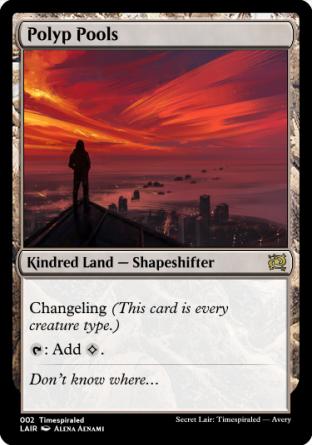 Polyp Pools
Kindred Land — Shapeshifter
Changeling (This card is every
creature type.)
: Add .
Don't know where…
002 Timespiraled
Secret Lair: Timespiraled — Avery
LAIR Alena Aenami